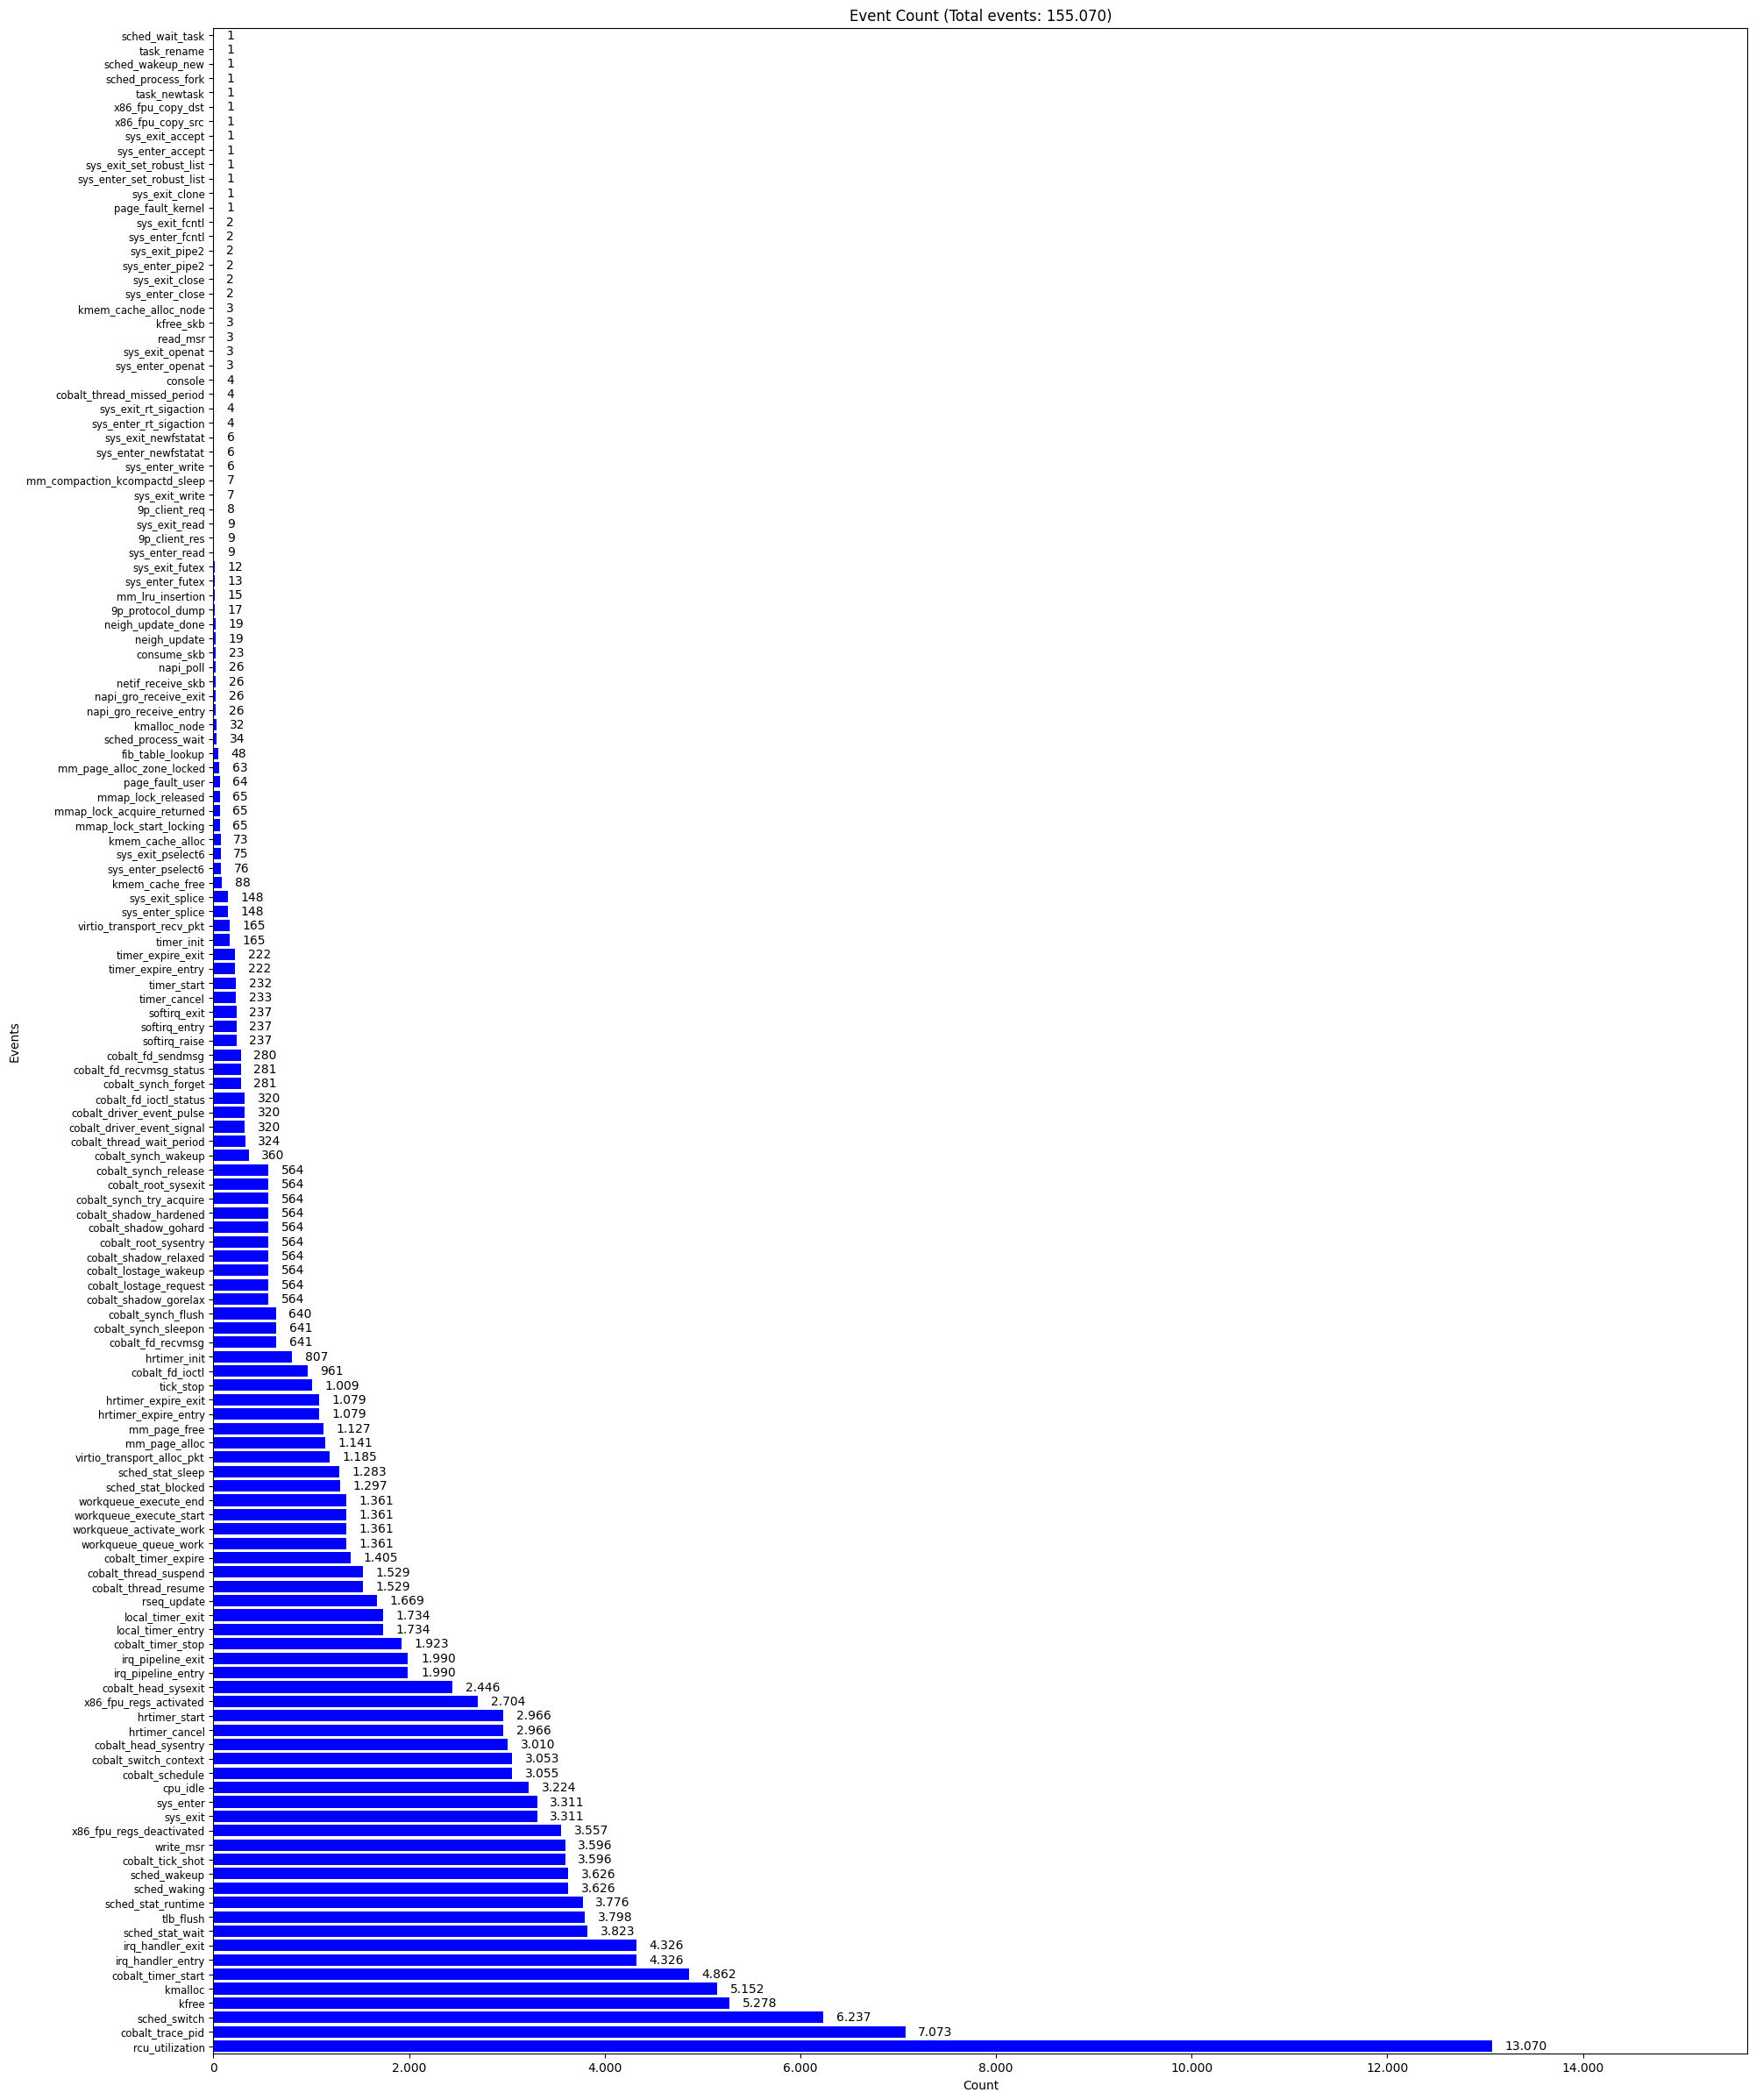 Event Count (Total events: 155.070)
sched_wait_task 1
task_rename 1
sched_wakeup_new 1
sched_process_fork 1
task_newtask 1
x86_fpu_copy_dst 1
x86_fpu_copy_src 1
sys_exit_accept 1
sys_enter_accept 1
sys_exit_set_robust_list 1
sys_enter_set_robust_list 1
sys_exit_clone 1
page_fault_kernel 1
sys_exit_fcntl 2
sys_enter_fcntl 2
sys_exit_pipe2 2
sys_enter_pipe2 2
sys_exit_close 2
sys_enter_close 2
kmem_cache_alloc_node 3
kfree_skb 3
read_msr 3
sys_exit_openat 3
sys_enter_openat 3
console 4
cobalt_thread_missed_period 4
sys_exit_rt_sigaction 4
sys_enter_rt_sigaction 4
sys_exit_newfstatat 6
sys_enter_newfstatat 6
sys_enter_write 6
mm_compaction_kcompactd_sleep 7
sys_exit_write 7
9p_client_req 8
sys_exit_read 9
9p_client_res 9
sys_enter_read 9
sys_exit_futex 12
sys_enter_futex 13
mm_lru_insertion 15
9p_protocol_dump 17
neigh_update_done 19
neigh_update 19
consume_skb 23
napi_poll 26
netif_receive_skb 26
napi_gro_receive_exit 26
napi_gro_receive_entry 26
kmalloc_node 32
sched_process_wait 34
fib_table_lookup 48
mm_page_alloc_zone_locked 63
page_fault_user 64
mmap_lock_released 65
mmap_lock_acquire_returned 65
mmap_lock_start_locking 65
kmem_cache_alloc 73
sys_exit_pselect6 75
sys_enter_pselect6 76
kmem_cache_free 88
sys_exit_splice 148
sys_enter_splice 148
virtio_transport_recv_pkt 165
timer_init 165
timer_expire_exit 222
timer_expire_entry 222
timer_start 232
timer_cancel 233
softirq_exit 237
softirq_entry 237
softirq_raise 237
cobalt_fd_sendmsg 280
cobalt_fd_recvmsg_status 281
cobalt_synch_forget 281
cobalt_fd_ioctl_status 320
cobalt_driver_event_pulse 320
cobalt_driver_event_signal 320
cobalt_thread_wait_period 324
cobalt_synch_wakeup 360
cobalt_synch_release 564
cobalt_root_sysexit 564
cobalt_synch_try_acquire 564
cobalt_shadow_hardened 564
cobalt_shadow_gohard 564
cobalt_root_sysentry 564
cobalt_shadow_relaxed 564
cobalt_lostage_wakeup 564
cobalt_lostage_request 564
cobalt_shadow_gorelax 564
cobalt_synch_flush 640
cobalt_synch_sleepon 641
cobalt_fd_recvmsg 641
hrtimer_init 807
cobalt_fd_ioctl 961
tick_stop 1.009
hrtimer_expire_exit 1.079
hrtimer_expire_entry 1.079
mm_page_free 1.127
mm_page_alloc 1.141
virtio_transport_alloc_pkt 1.185
sched_stat_sleep 1.283
sched_stat_blocked 1.297
workqueue_execute_end 1.361
workqueue_execute_start 1.361
workqueue_activate_work 1.361
workqueue_queue_work 1.361
cobalt_timer_expire 1.405
cobalt_thread_suspend 1.529
cobalt_thread_resume 1.529
rseq_update 1.669
local_timer_exit 1.734
local_timer_entry 1.734
cobalt_timer_stop 1.923
irq_pipeline_exit 1.990
irq_pipeline_entry 1.990
cobalt_head_sysexit 2.446
x86_fpu_regs_activated 2.704
hrtimer_start 2.966
hrtimer_cancel 2.966
cobalt_head_sysentry 3.010
cobalt_switch_context 3.053
cobalt_schedule 3.055
cpu_idle 3.224
sys_enter 3.311
sys_exit 3.311
x86_fpu_regs_deactivated 3.557
write_msr 3.596
cobalt_tick_shot 3.596
sched_wakeup 3.626
sched_waking 3.626
sched_stat_runtime 3.776
tlb_flush 3.798
sched_stat_wait 3.823
irq_handler_exit 4.326
irq_handler_entry 4.326
cobalt_timer_start 4.862
kmalloc 5.152
kfree 5.278
sched_switch 6.237
cobalt_trace_pid 7.073
rcu_utilization 13.070
0 2.000 4.000 6.000 8.000 10.000 12.000 14.000
Count
Events